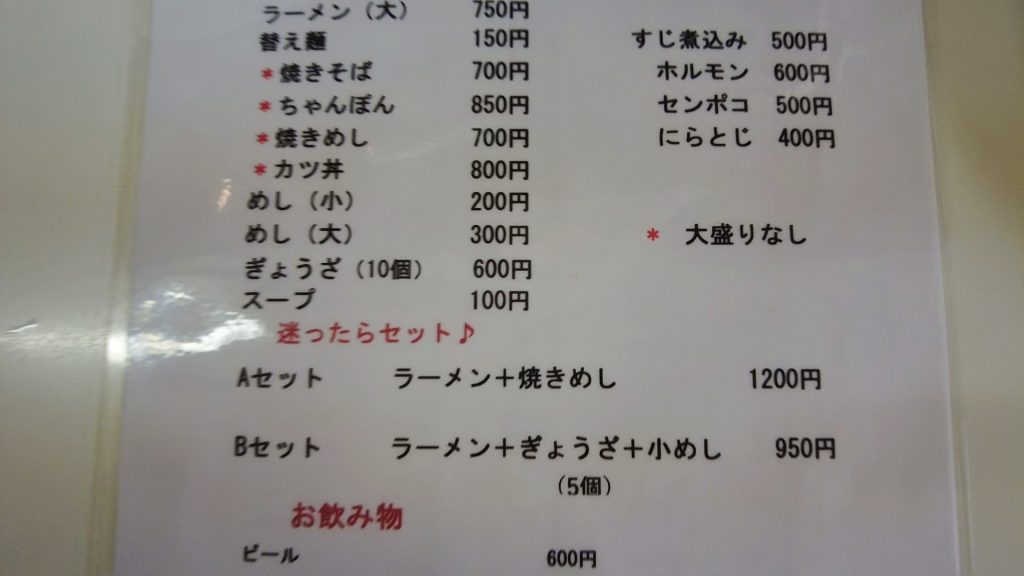 ラーメン（大） 750円
替え麺 150円
*焼きそば 700円
*ちゃんぽん 850円
*焼きめし 700円
*カツ丼 800円
めし（小） 200円
めし（大） 300円
ぎょうざ（10個） 600円
スープ 100円
すじ煮込み 500円
ホルモン 600円
センポコ 500円
にらとじ 400円
* 大盛りなし
迷ったらセット♪
Aセット ラーメン＋焼きめし 1200円
Bセット ラーメン＋ぎょうざ＋小めし 950円
（5個）
お飲み物
ビール 600円